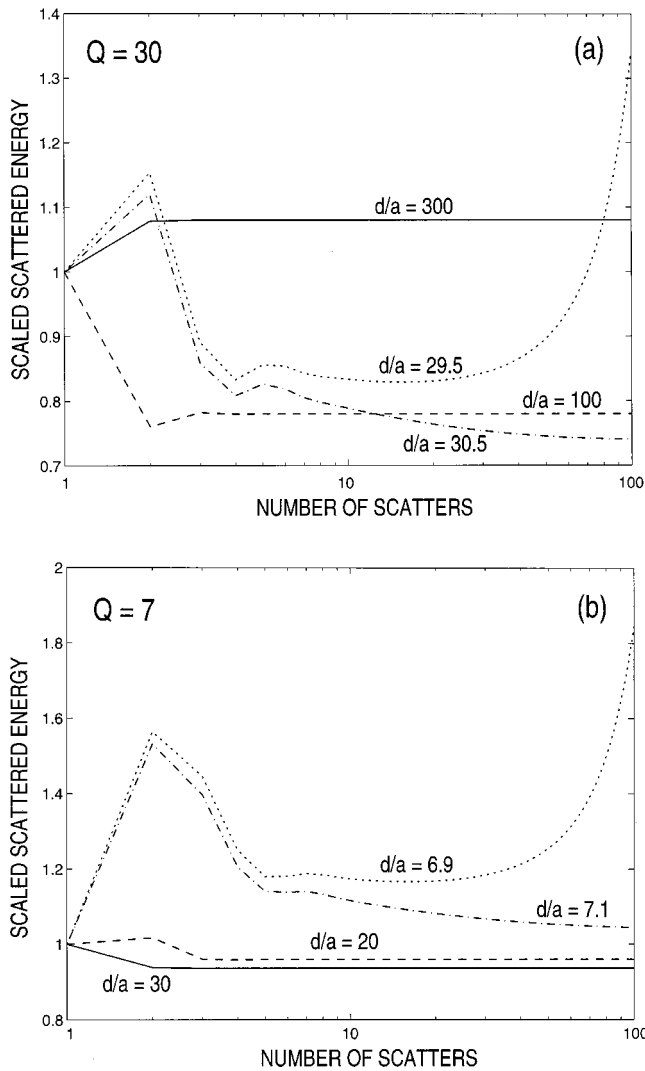 1.4
Q = 30
(a)
1.3
1.2
d/a = 300
1.1
1
0.9
d/a = 29.5
d/a = 100
0.8
d/a = 30.5
0.7
1
10
100
SCALED SCATTERED ENERGY
NUMBER OF SCATTERS
2
Q = 7
(b)
1.8
1.6
1.4
1.2
d/a = 6.9
d/a = 7.1
d/a = 20
1
d/a = 30
0.8
1
10
100
SCALED SCATTERED ENERGY
NUMBER OF SCATTERS